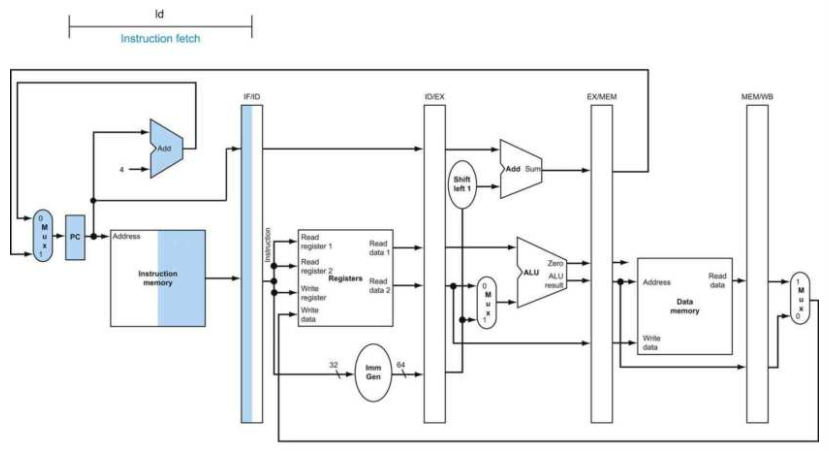 ld
Instruction fetch
IF/ID
ID/EX
EX/MEM
MEM/WB
Add
4
0
M
u
x
1
PC
Address
Instruction
memory
Instruction
Read
register 1
Read
register 2
Write
register
Write
data
Registers
Read
data 1
Read
data 2
32
Imm
Gen
64
Shift
left 1
Add Sum
0
M
u
x
1
ALU
Zero
ALU
result
Address
Write
data
Data
memory
Read
data
1
M
u
x
0